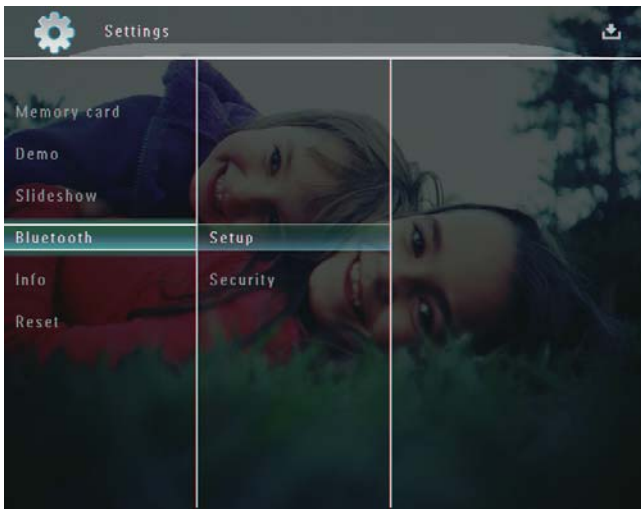 Settings
Memory card
Demo
Slideshow
Bluetooth
Setup
Info
Security
Reset